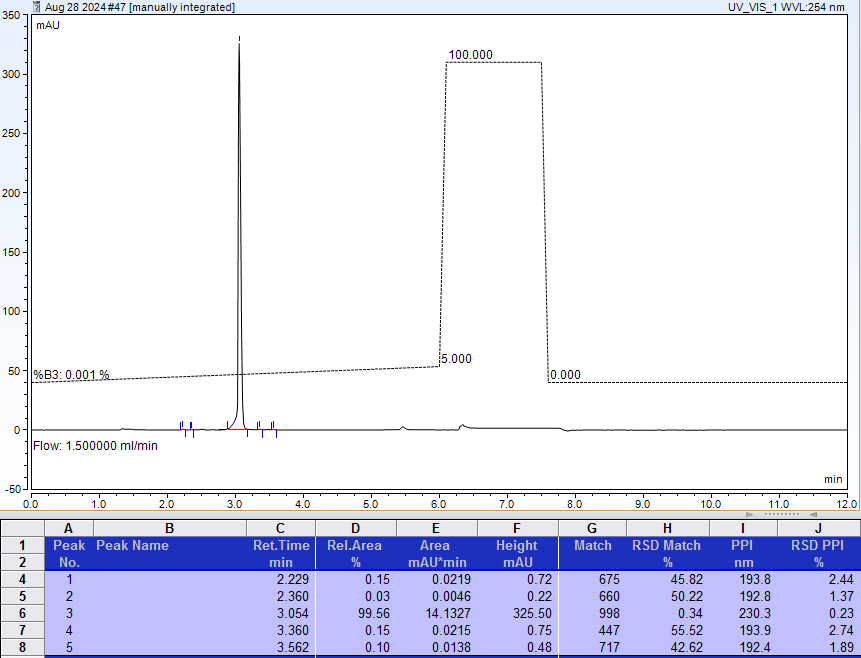 Aug 28 2024 #47 [manually integrated] UV_VIS_1 WVL:254 nm
350 mAU
300 100.000
250
200
150
100
50 %B3: 0.001 % 5.000 0.000
0
Flow: 1.500000 ml/min
-50 min
0.0 1.0 2.0 3.0 4.0 5.0 6.0 7.0 8.0 9.0 10.0 11.0 12.0
A B C D E F G H I J
1 Peak Peak Name Ret.Time Rel.Area Area Height Match RSD Match PPI RSD PPI
2 No. min % mAU*min mAU % nm %
4 1 2.229 0.15 0.0219 0.72 675 45.82 193.8 2.44
5 2 2.360 0.03 0.0046 0.22 660 50.22 192.8 1.37
6 3 3.054 99.56 14.1327 325.50 998 0.34 230.3 0.23
7 4 3.360 0.15 0.0215 0.75 447 55.52 193.9 2.74
8 5 3.562 0.10 0.0138 0.48 717 42.62 192.4 1.89